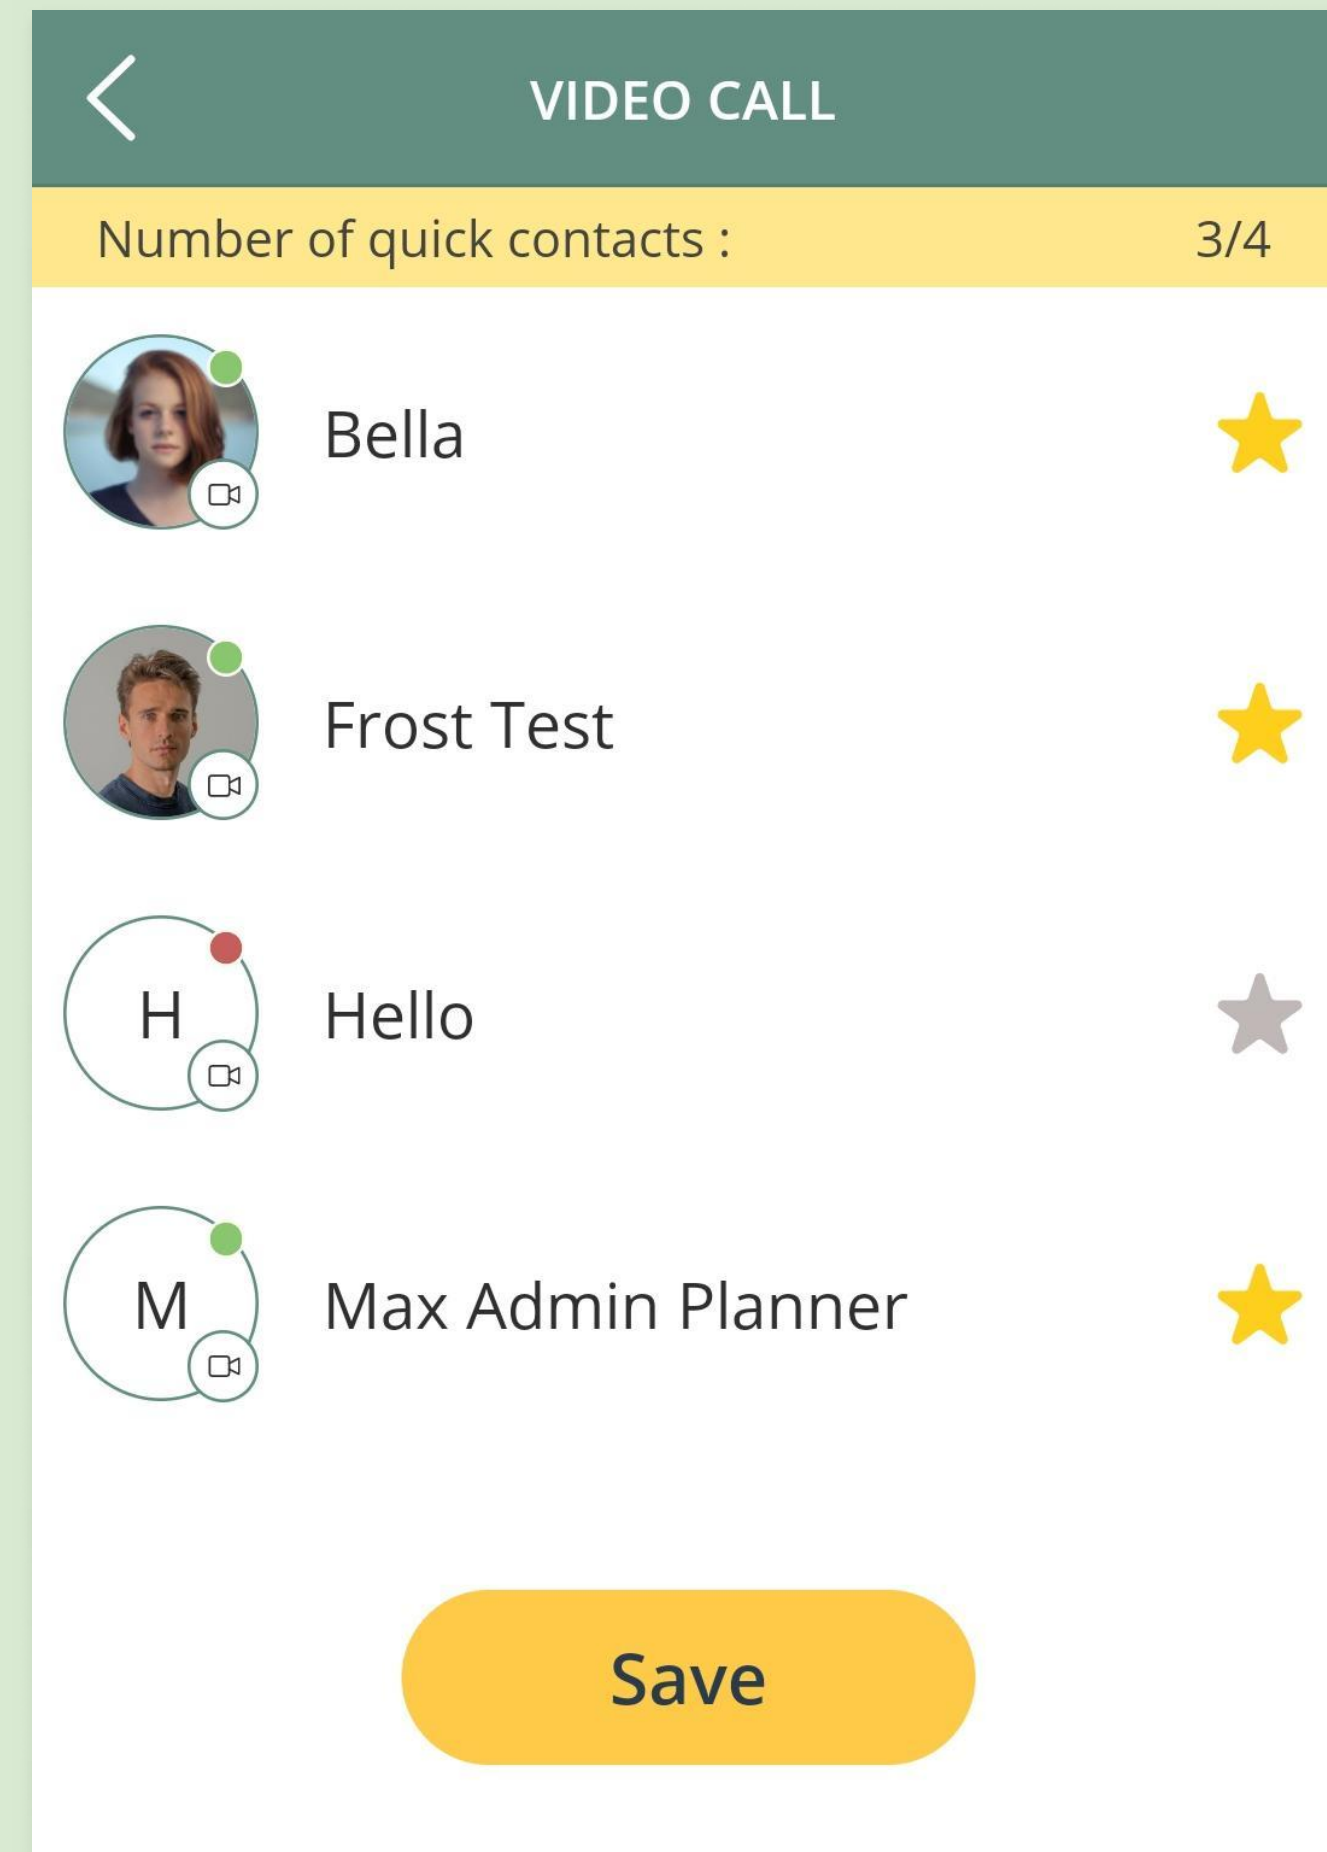 VIDEO CALL
Number of quick contacts : 3/4
Bella
Frost Test
H Hello
M Max Admin Planner
Save